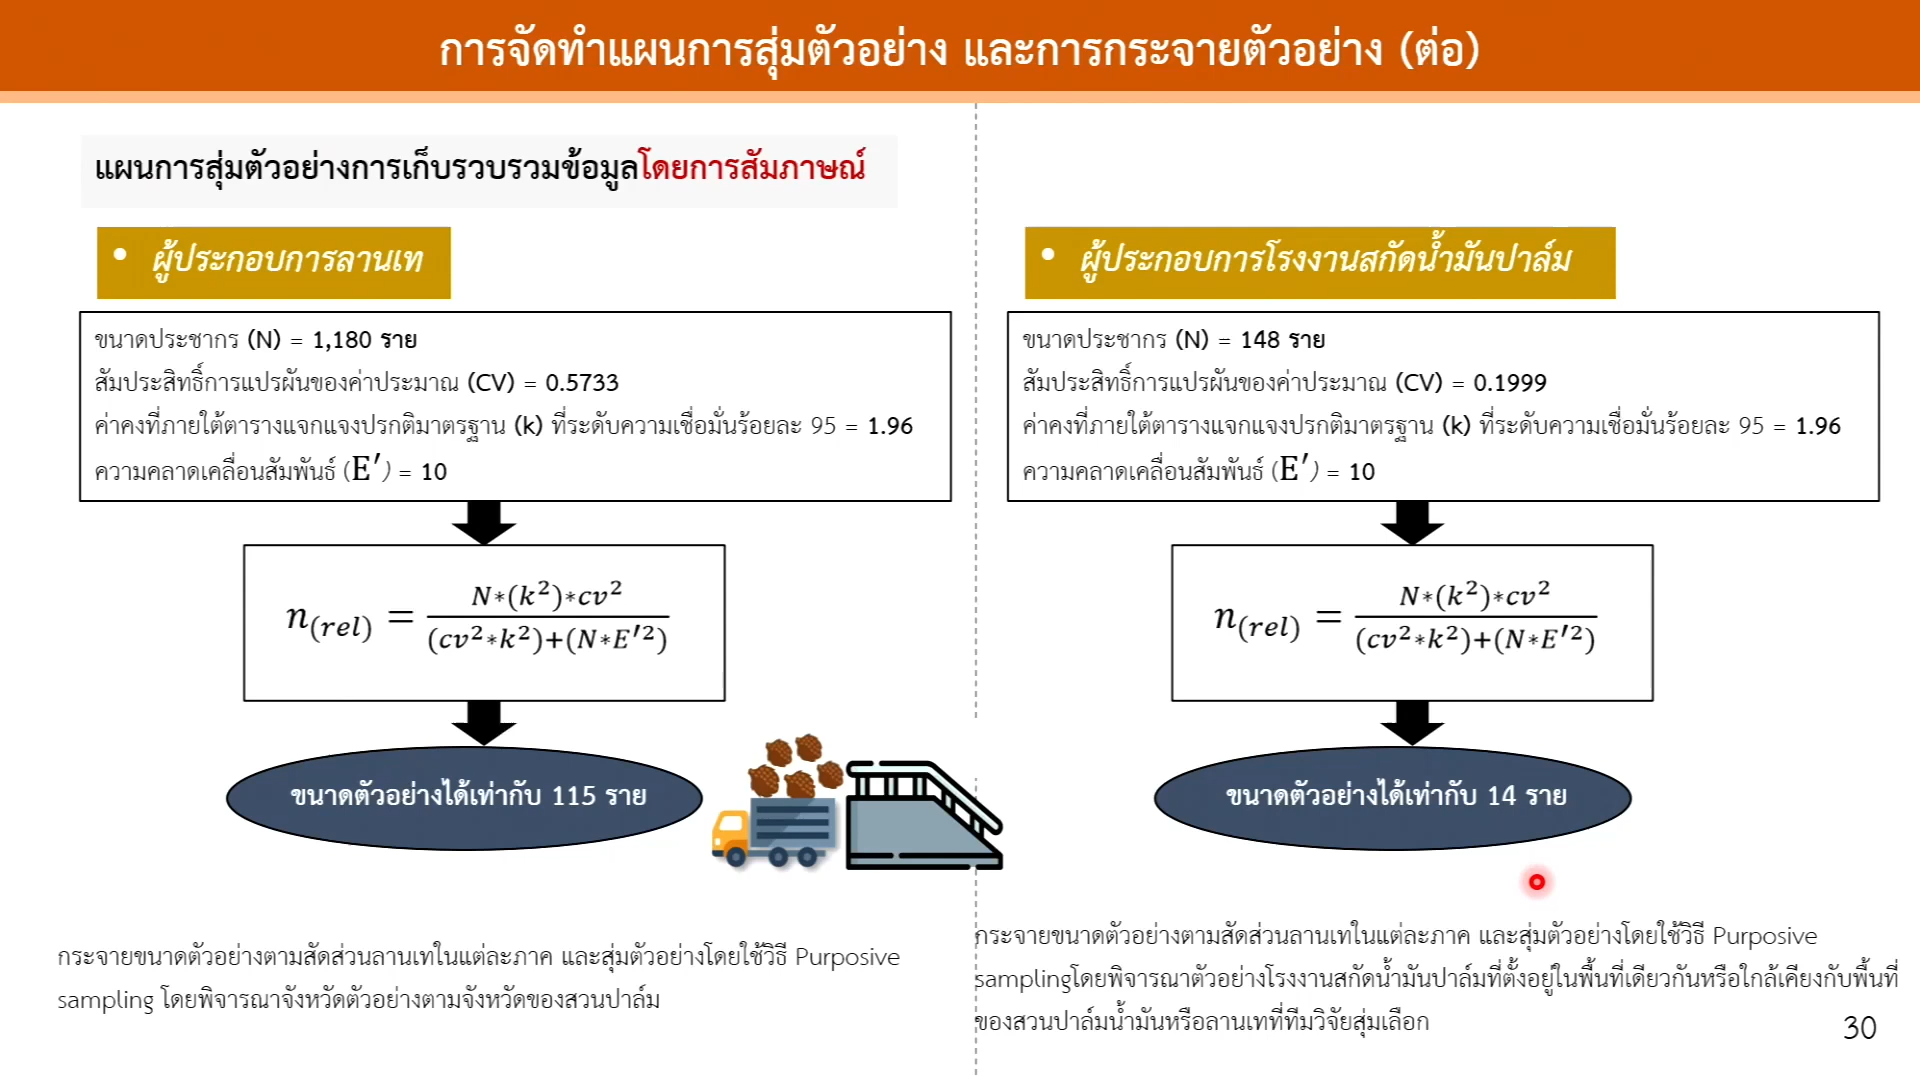 การจัดทำแผนการสุ่มตัวอย่าง และการกระจายตัวอย่าง (ต่อ)
แผนการสุ่มตัวอย่างการเก็บรวบรวมข้อมูลโดยการสัมภาษณ์
• ผู้ประกอบการลานเท
ขนาดประชากร (N) = 1,180 ราย
สัมประสิทธิ์การแปรผันของค่าประมาณ (CV) = 0.5733
ค่าคงที่ภายใต้ตารางแจกแจงปรกติมาตรฐาน (k) ที่ระดับความเชื่อมั่นร้อยละ 95 = 1.96
ความคลาดเคลื่อนสัมพันธ์ (E′) = 10
n(rel) = N∗(k²)∗cv² / (cv²∗k²)+(N∗E′²)
ขนาดตัวอย่างได้เท่ากับ 115 ราย
กระจายขนาดตัวอย่างตามสัดส่วนลานเทในแต่ละภาค และสุ่มตัวอย่างโดยใช้วิธี Purposive
sampling โดยพิจารณาจังหวัดตัวอย่างตามจังหวัดของสวนปาล์ม
• ผู้ประกอบการโรงงานสกัดน้ำมันปาล์ม
ขนาดประชากร (N) = 148 ราย
สัมประสิทธิ์การแปรผันของค่าประมาณ (CV) = 0.1999
ค่าคงที่ภายใต้ตารางแจกแจงปรกติมาตรฐาน (k) ที่ระดับความเชื่อมั่นร้อยละ 95 = 1.96
ความคลาดเคลื่อนสัมพันธ์ (E′) = 10
n(rel) = N∗(k²)∗cv² / (cv²∗k²)+(N∗E′²)
ขนาดตัวอย่างได้เท่ากับ 14 ราย
กระจายขนาดตัวอย่างตามสัดส่วนลานเทในแต่ละภาค และสุ่มตัวอย่างโดยใช้วิธี Purposive
samplingโดยพิจารณาตัวอย่างโรงงานสกัดน้ำมันปาล์มที่ตั้งอยู่ในพื้นที่เดียวกันหรือใกล้เคียงกับพื้นที่
ของสวนปาล์มน้ำมันหรือลานเทที่ทีมวิจัยสุ่มเลือก
30